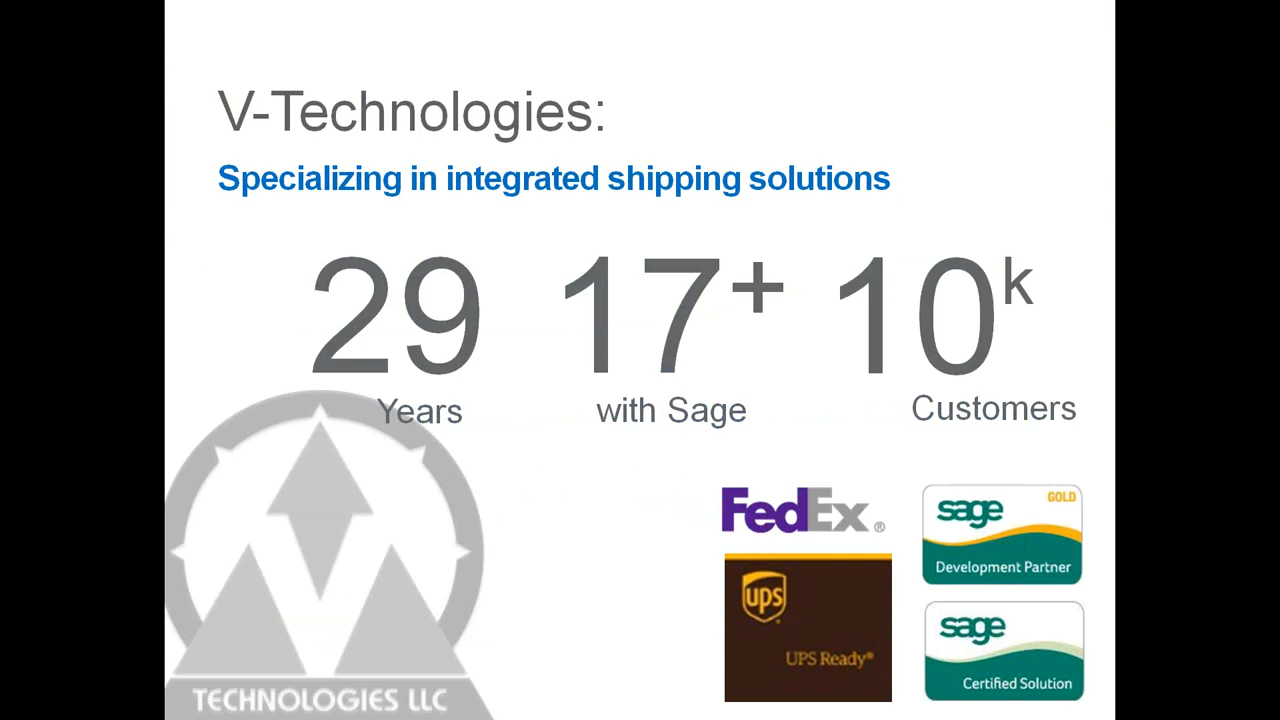 V-Technologies:
Specializing in integrated shipping solutions
29 17+ 10k
Years with Sage Customers
FedEx®
ups
UPS Ready®
sage GOLD
Development Partner
sage
Certified Solution
TECHNOLOGIES LLC